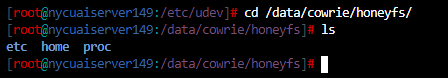 [root@nycuaiserver149:/etc/udev]# cd /data/cowrie/honeyfs/
[root@nycuaiserver149:/data/cowrie/honeyfs]# ls
etc  home  proc
[root@nycuaiserver149:/data/cowrie/honeyfs]#